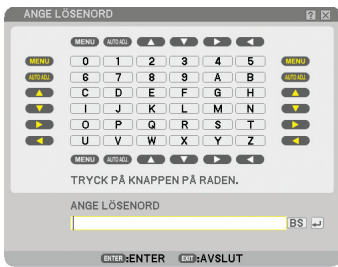 ANGE LÖSENORD
MENU AUTO ADJ.
MENU 0 1 2 3 4 5 MENU
AUTO ADJ. 6 7 8 9 A B AUTO ADJ.
C D E F G H
I J K L M N
O P Q R S T
U V W X Y Z
MENU AUTO ADJ.
TRYCK PÅ KNAPPEN PÅ RADEN.
ANGE LÖSENORD
BS
ENTER :ENTER EXIT :AVSLUT